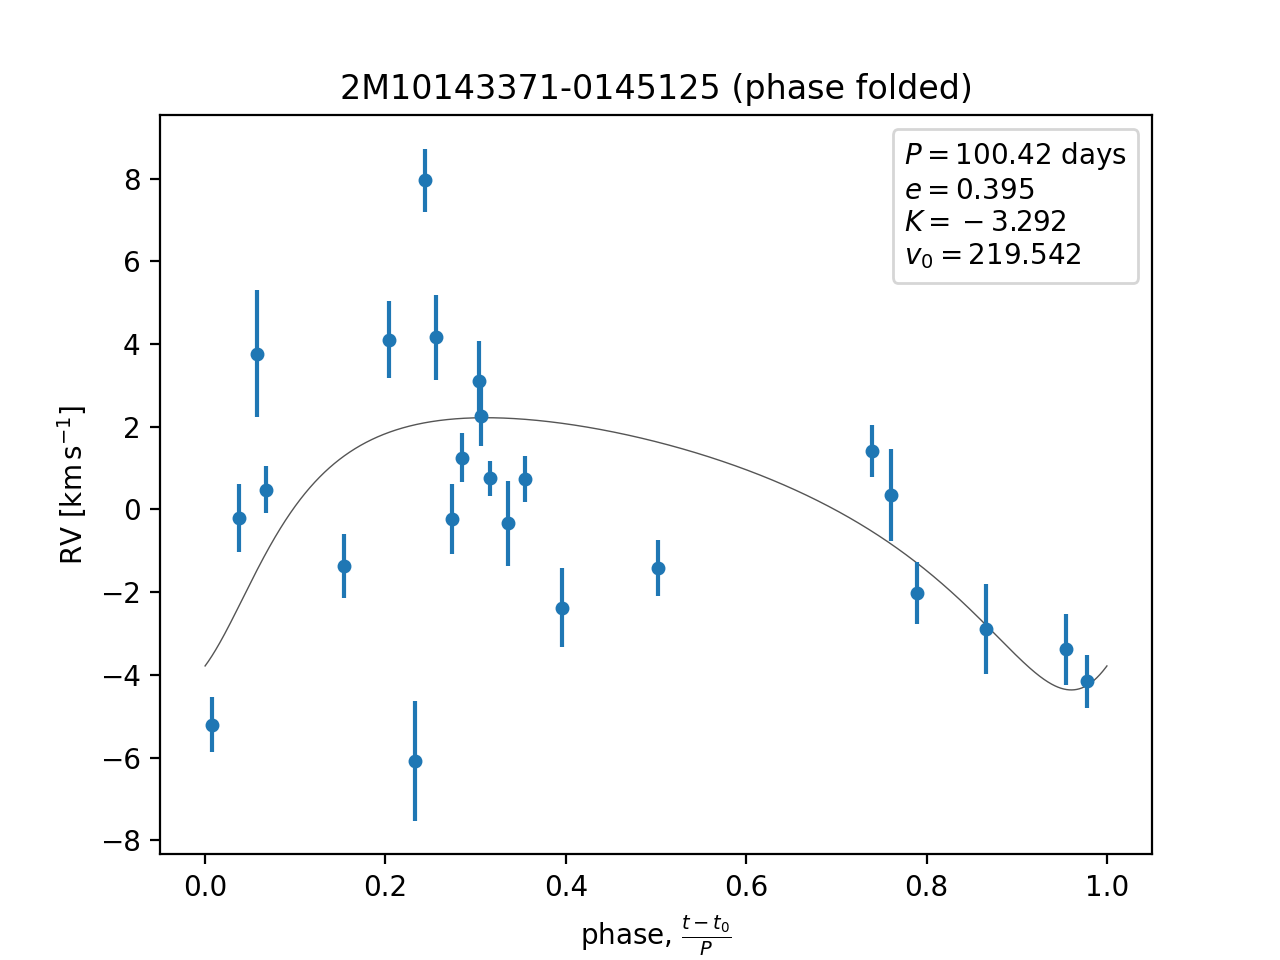 2M10143371-0145125 (phase folded)
P = 100.42 days
e = 0.395
K = −3.292
v₀ = 219.542
8
6
4
2
0
−2
−4
−6
−8
RV [km s⁻¹]
0.0 0.2 0.4 0.6 0.8 1.0
phase, (t − t₀)/P